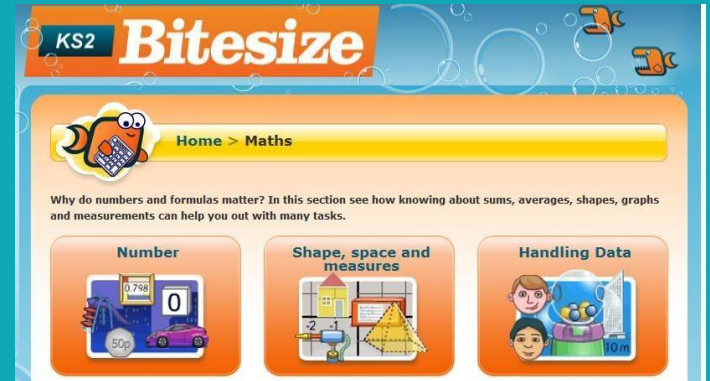 KS2 Bitesize
Home > Maths
Why do numbers and formulas matter? In this section see how knowing about sums, averages, shapes, graphs
and measurements can help you out with many tasks.
Number
Shape, space and
measures
Handling Data
0.798
0
50p
-2 -1
10 m